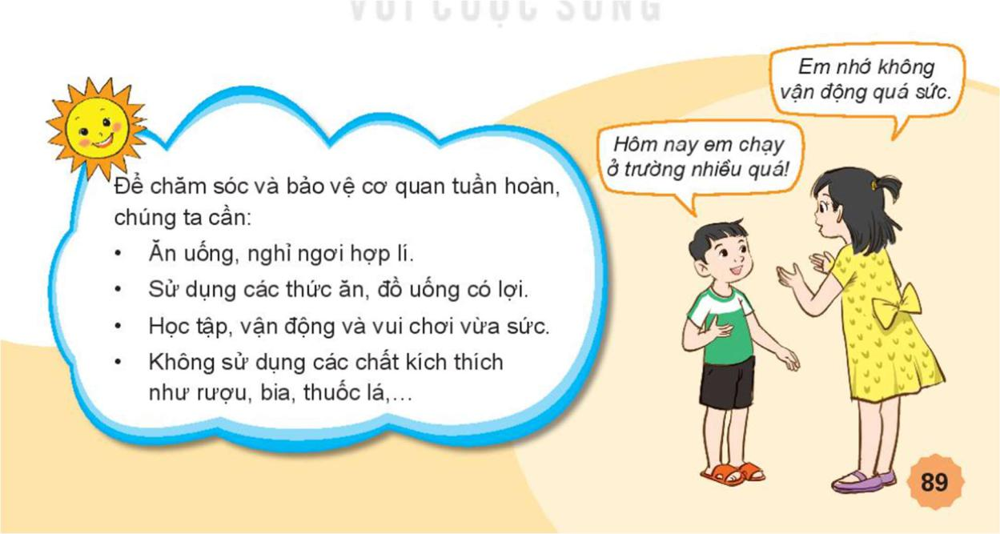 VỚI CUỘC SỐNG
Em nhớ không
vận động quá sức.
Hôm nay em chạy
ở trường nhiều quá!
Để chăm sóc và bảo vệ cơ quan tuần hoàn,
chúng ta cần:
• Ăn uống, nghỉ ngơi hợp lí.
• Sử dụng các thức ăn, đồ uống có lợi.
• Học tập, vận động và vui chơi vừa sức.
• Không sử dụng các chất kích thích
như rượu, bia, thuốc lá,...
89